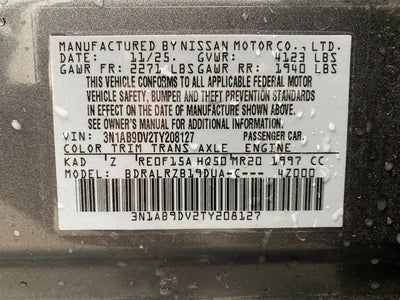 MANUFACTURED BY NISSAN MOTOR CO., LTD.
DATE: 11/25. GVWR: 4123 LBS
GAWR FR: 2271 LBS GAWR RR: 1940 LBS
THIS VEHICLE CONFORMS TO ALL APPLICABLE FEDERAL MOTOR
VEHICLE SAFETY, BUMPER AND THEFT PREVENTION STANDARDS
IN EFFECT ON THE DATE OF MANUFACTURE SHOWN ABOVE.
SEE OWNER'S MANUAL FOR ADDITIONAL INFORMATION.
VIN: 3N1AB9DV2TY208127 PASSENGER CAR.
COLOR TRIM TRANS AXLE ENGINE
KAD Z RE0F15A HQ50 MR20 1997 CC
MODEL: BDRALRZB19DUA-C--- 4Z000
3N1AB9DV2TY208127